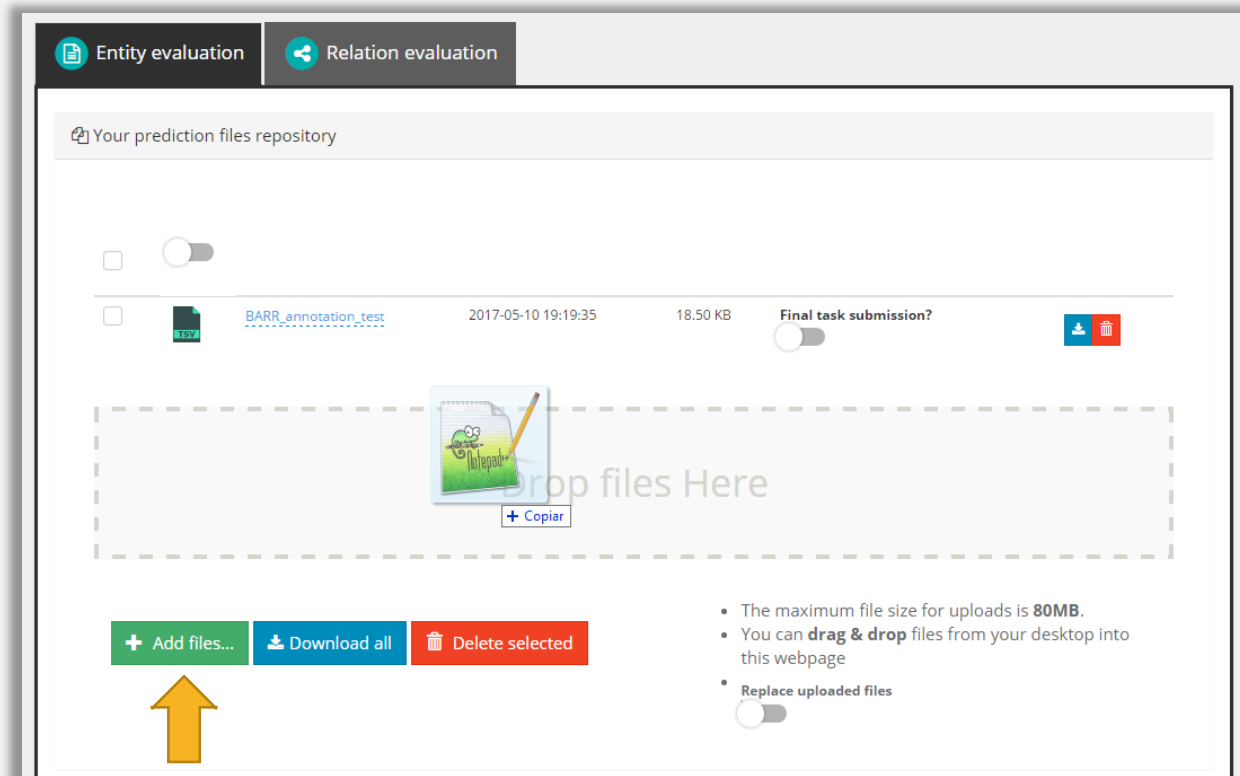 Entity evaluation
Relation evaluation
Your prediction files repository
TSV
BARR_annotation_test
2017-05-10 19:19:35
18.50 KB
Final task submission?
Notepad++
Drop files Here
+ Copiar
+ Add files...
Download all
Delete selected
• The maximum file size for uploads is 80MB.
• You can drag & drop files from your desktop into
this webpage
• Replace uploaded files